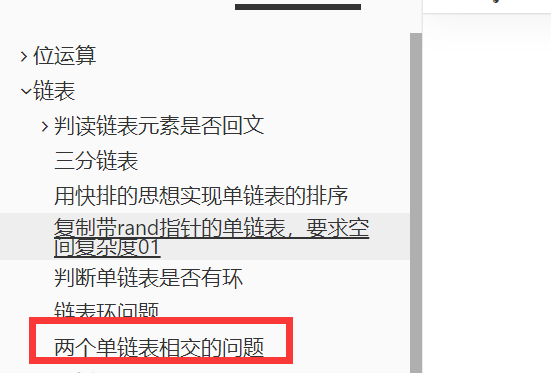 位运算
链表
判读链表元素是否回文
三分链表
用快排的思想实现单链表的排序
复制带rand指针的单链表，要求空
间复杂度01
判断单链表是否有环
链表环问题
两个单链表相交的问题